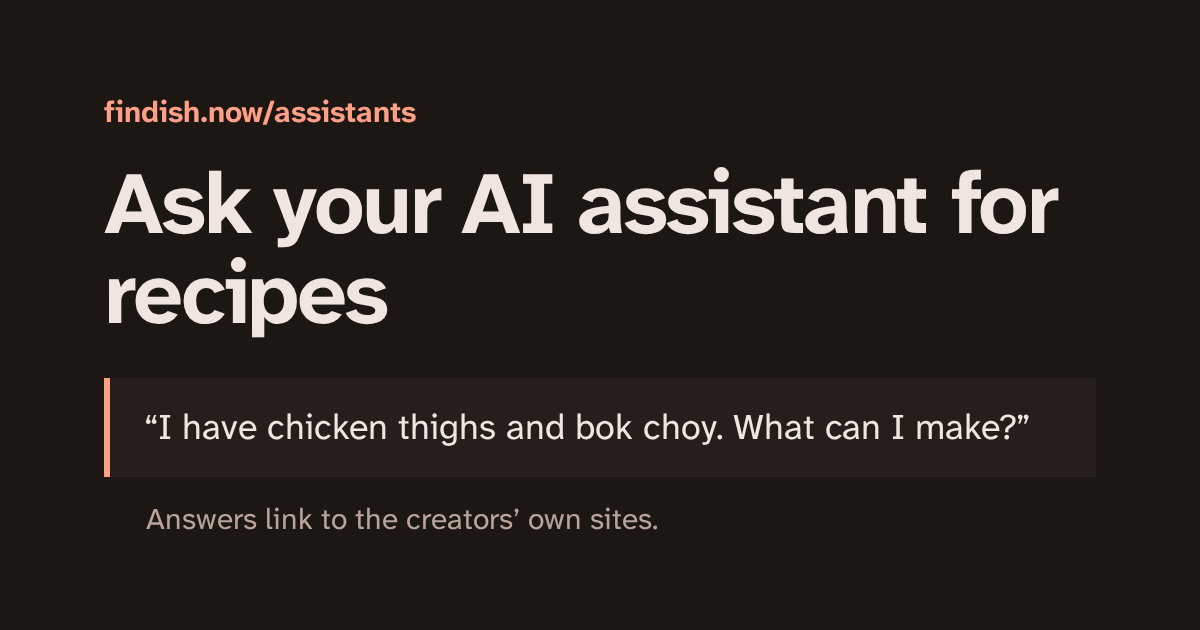 findish.now/assistants
Ask your AI assistant for
recipes
“I have chicken thighs and bok choy. What can I make?”
Answers link to the creators’ own sites.